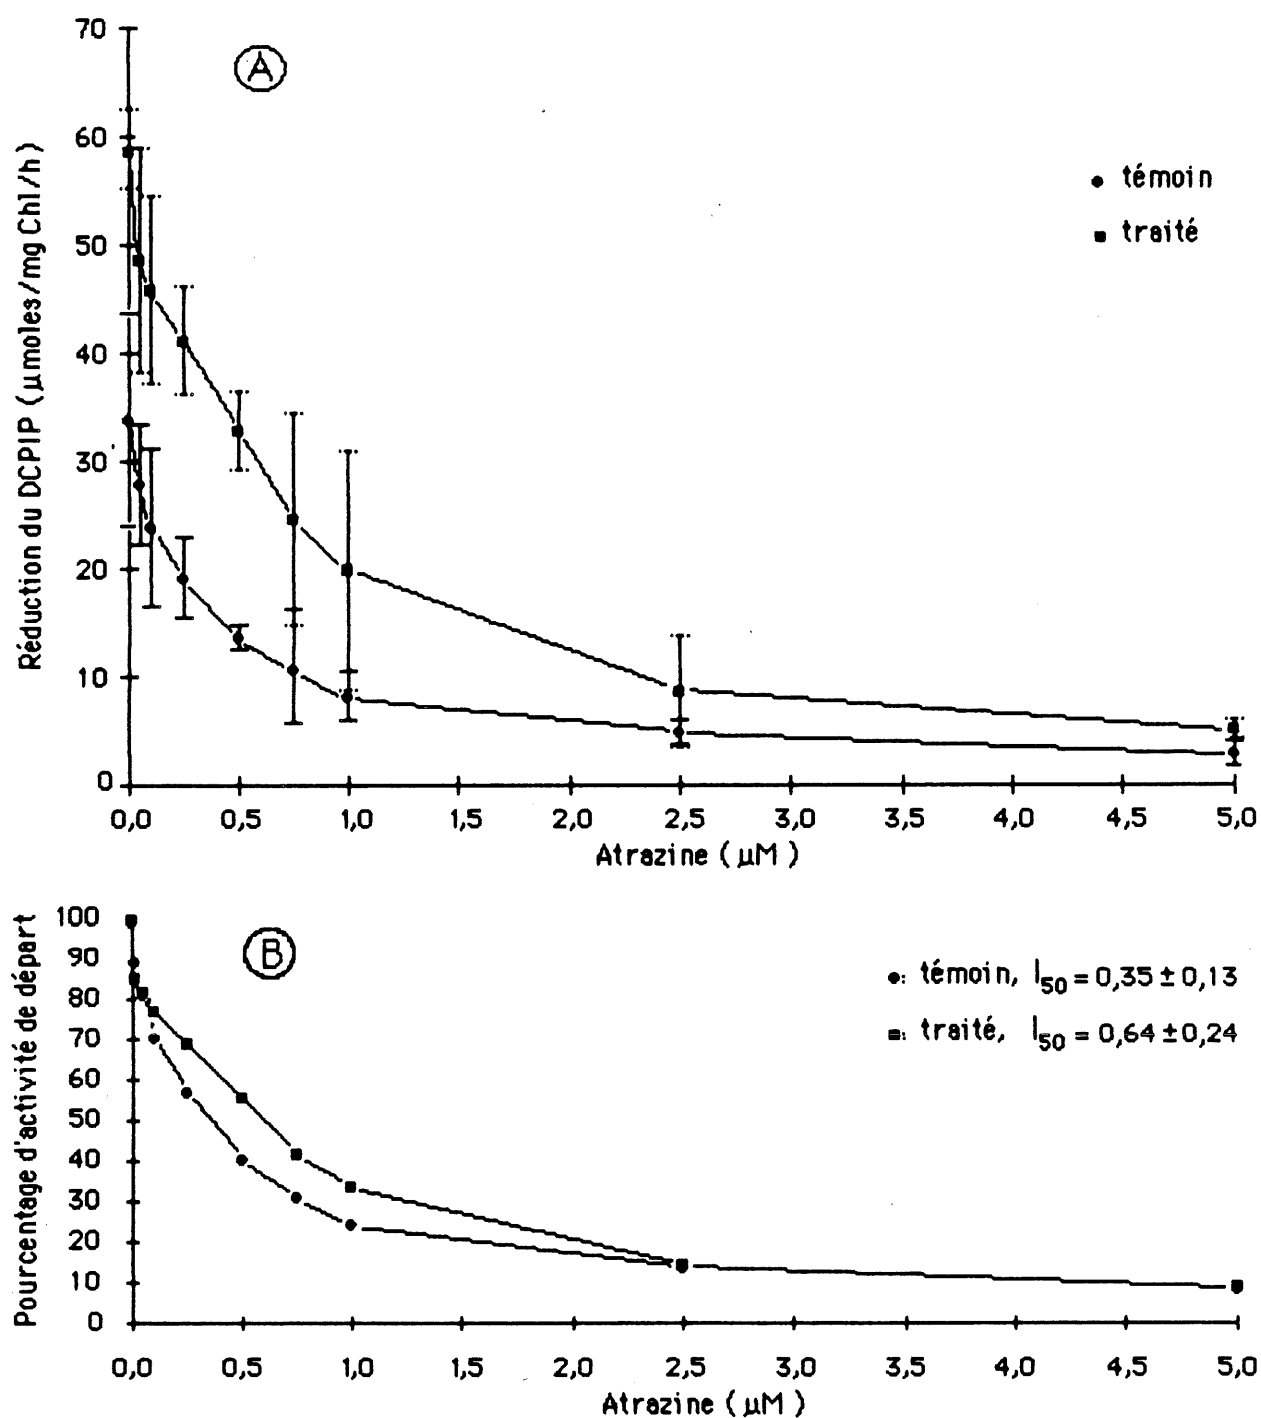 A
Réduction du DCPIP (µmoles/mg Chl/h)
70
60
50
40
30
20
10
0
témoin
traité
0,0 0,5 1,0 1,5 2,0 2,5 3,0 3,5 4,0 4,5 5,0
Atrazine (µM)
B
Pourcentage d'activité de départ
100
90
80
70
60
50
40
30
20
10
0
: témoin, I50 = 0,35 ± 0,13
: traité, I50 = 0,64 ± 0,24
0,0 0,5 1,0 1,5 2,0 2,5 3,0 3,5 4,0 4,5 5,0
Atrazine (µM)